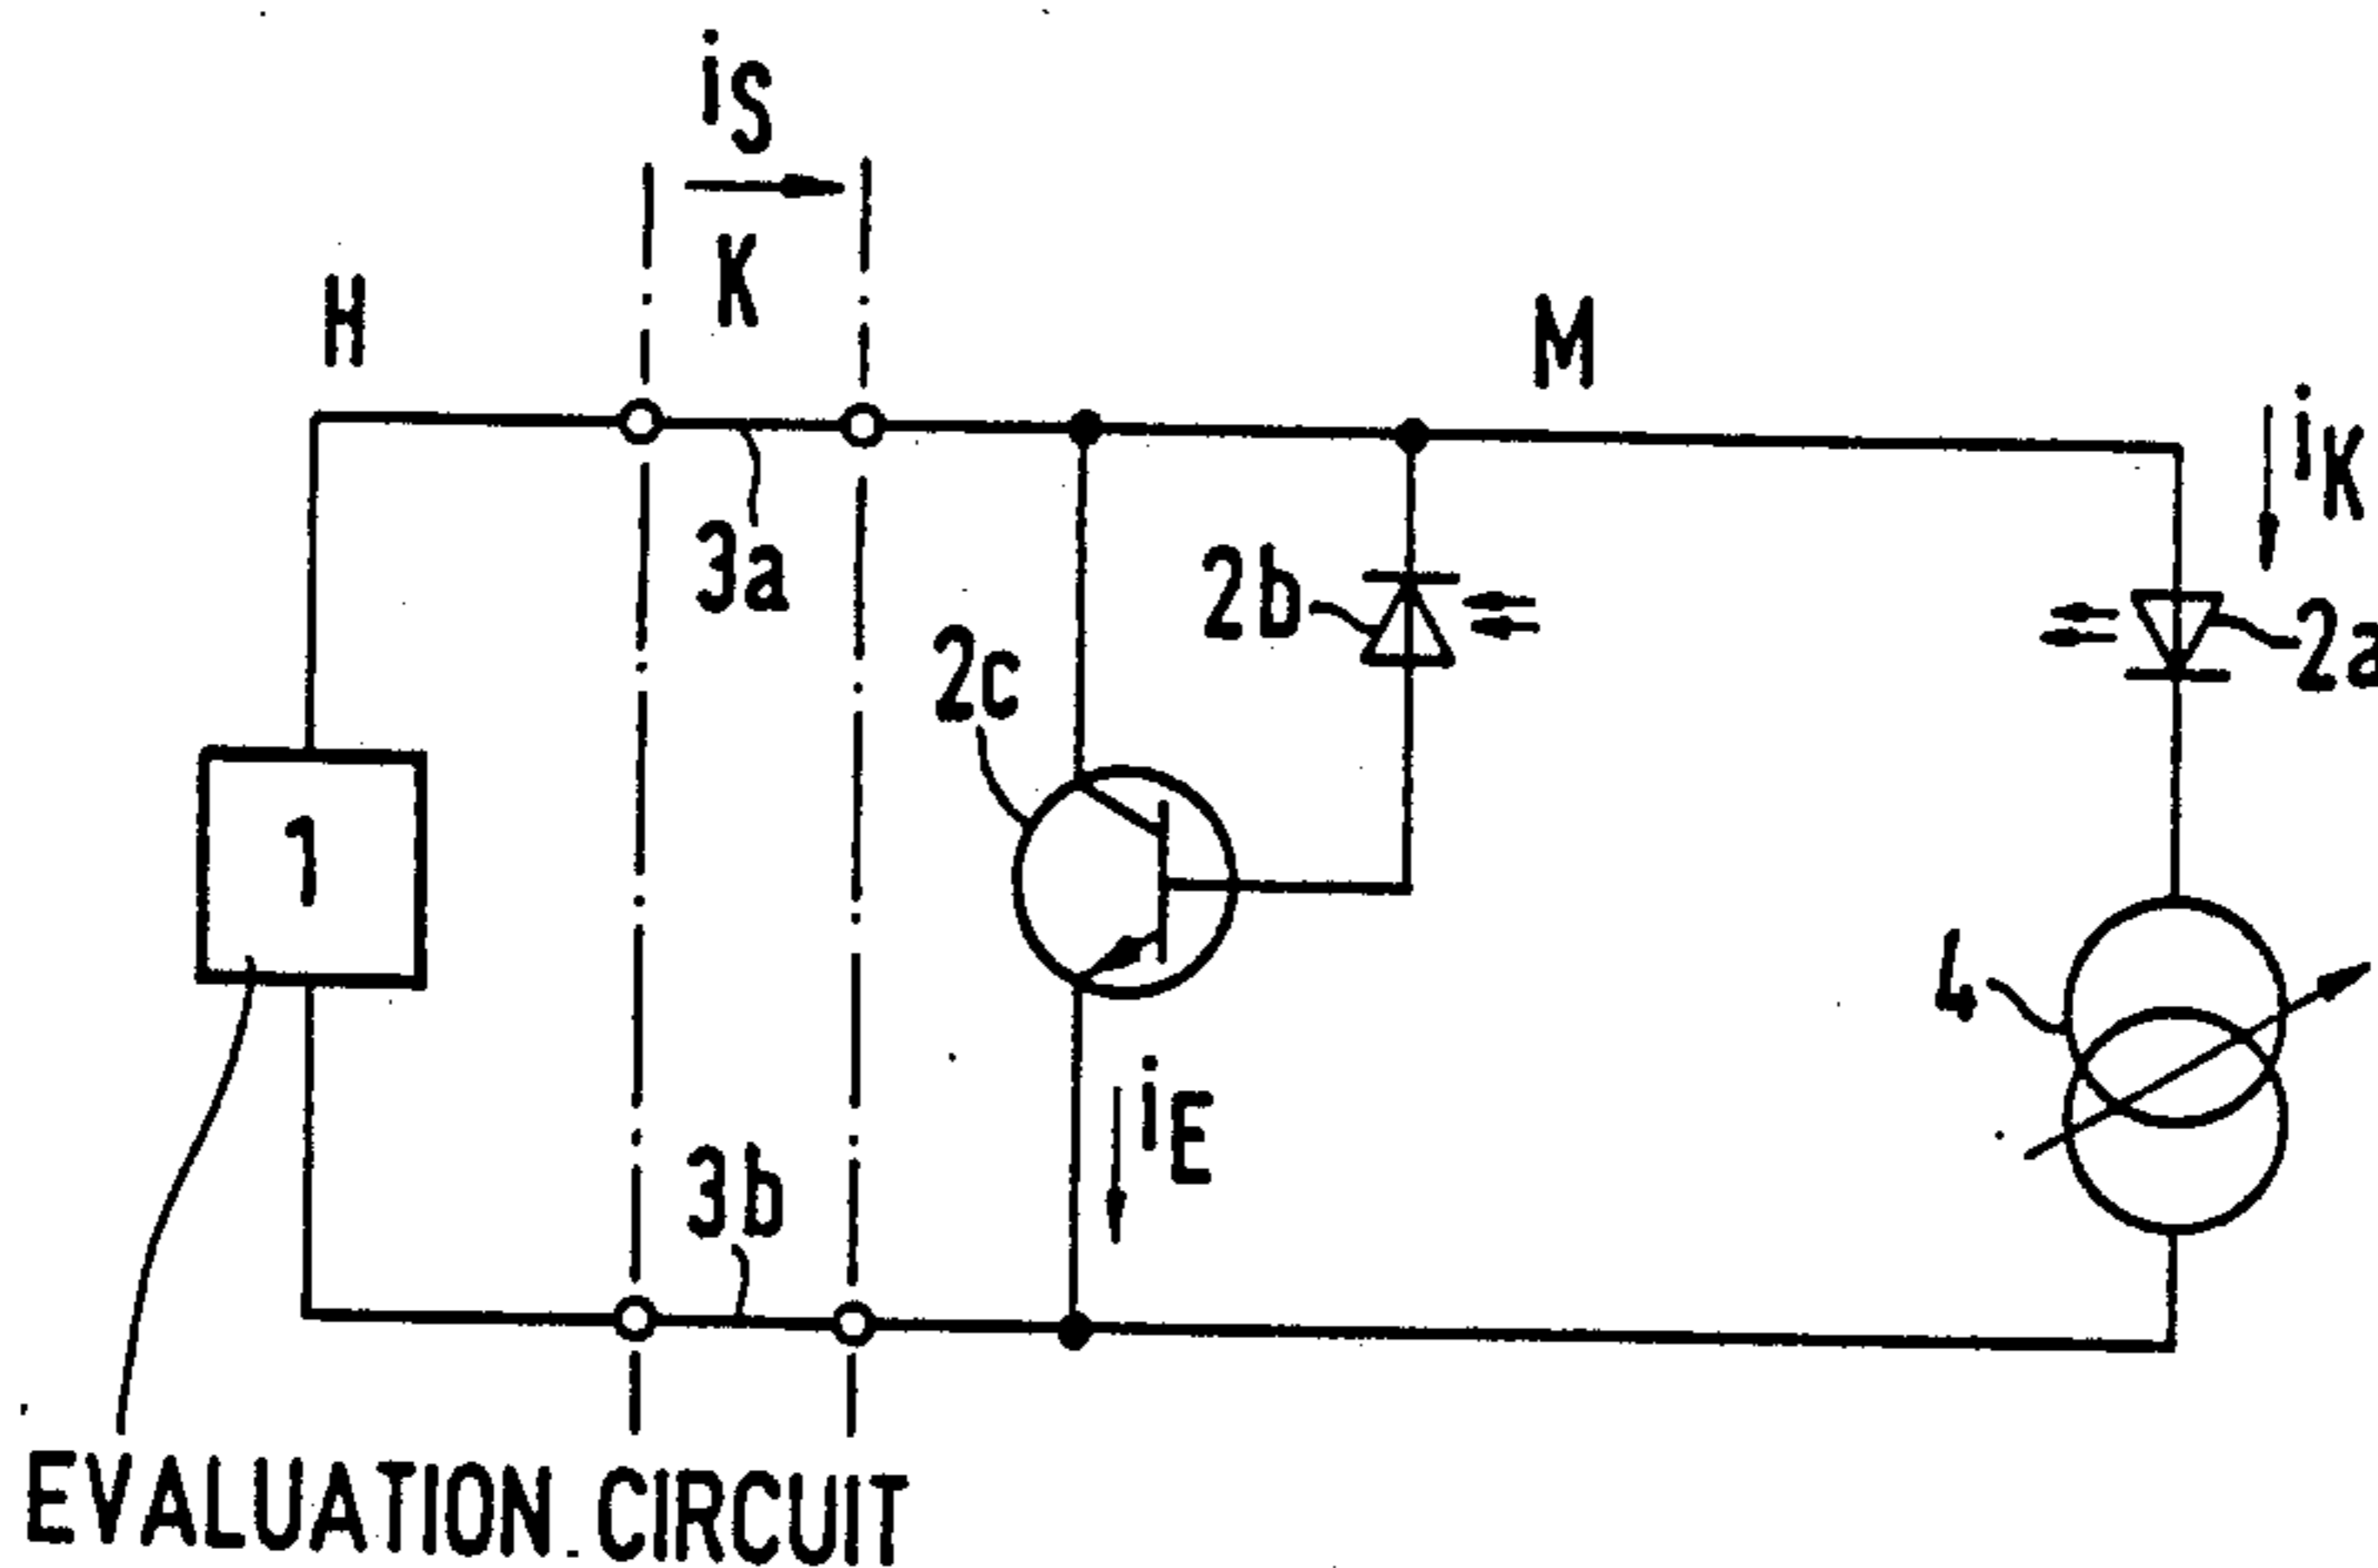 iS
K
H
M
iK
3a
2b
2a
2c
1
4
iE
3b
EVALUATION CIRCUIT